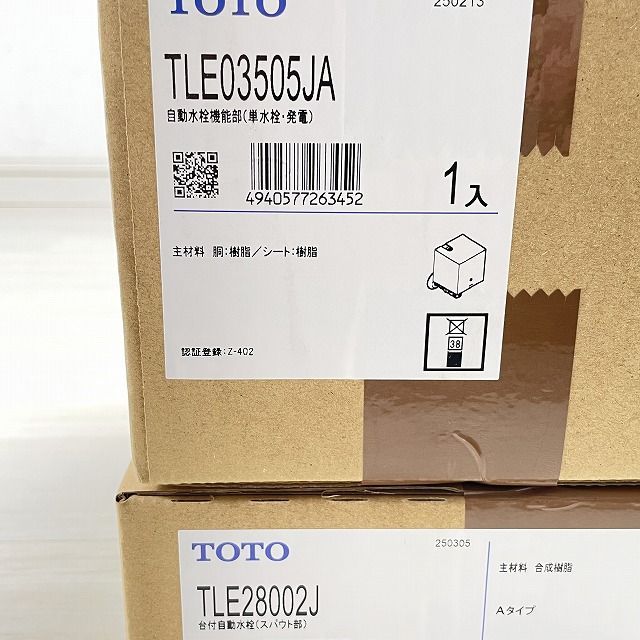 TOTO
250213
TLE03505JA
自動水栓機能部(単水栓・発電)
4940577263452
1入
主材料 胴:樹脂/シート:樹脂
38
認証登録:Z-402
TOTO
250305
TLE28002J
台付自動水栓(スパウト部)
主材料 合成樹脂
Aタイプ